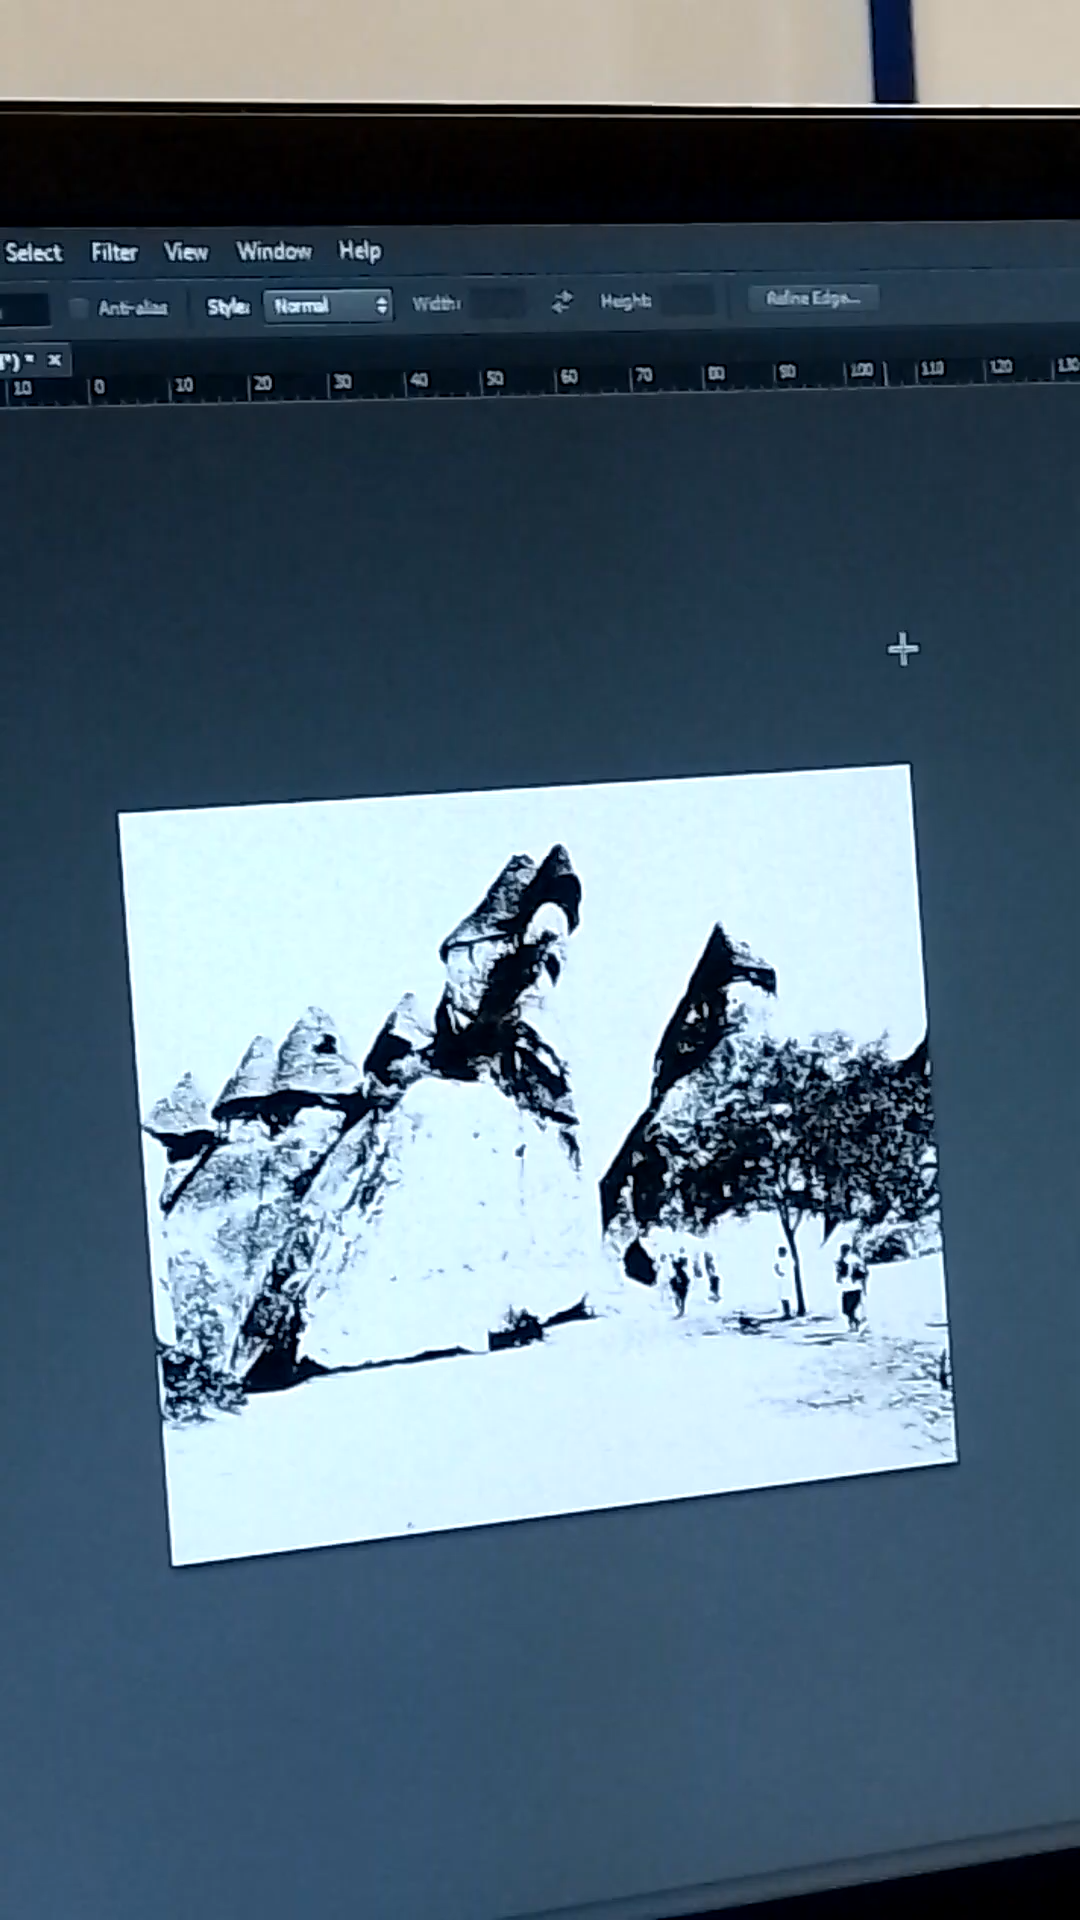 Select Filter View Window Help
Anti-alias Style: Normal Width: Height: Refine Edge...
*) * ×
10 0 10 20 30 40 50 60 70 80 90 100 110 120 130